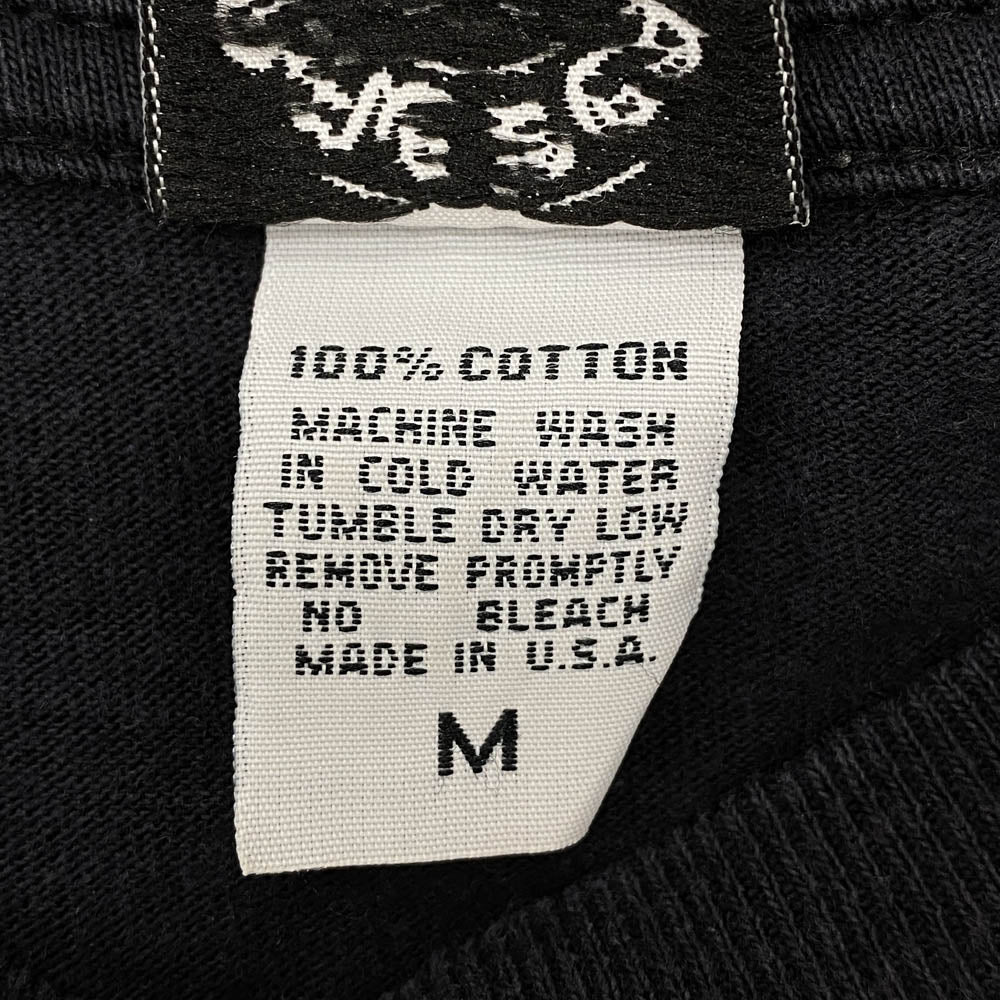 100% COTTON
MACHINE WASH
IN COLD WATER
TUMBLE DRY LOW
REMOVE PROMPTLY
NO BLEACH
MADE IN U.S.A.
M